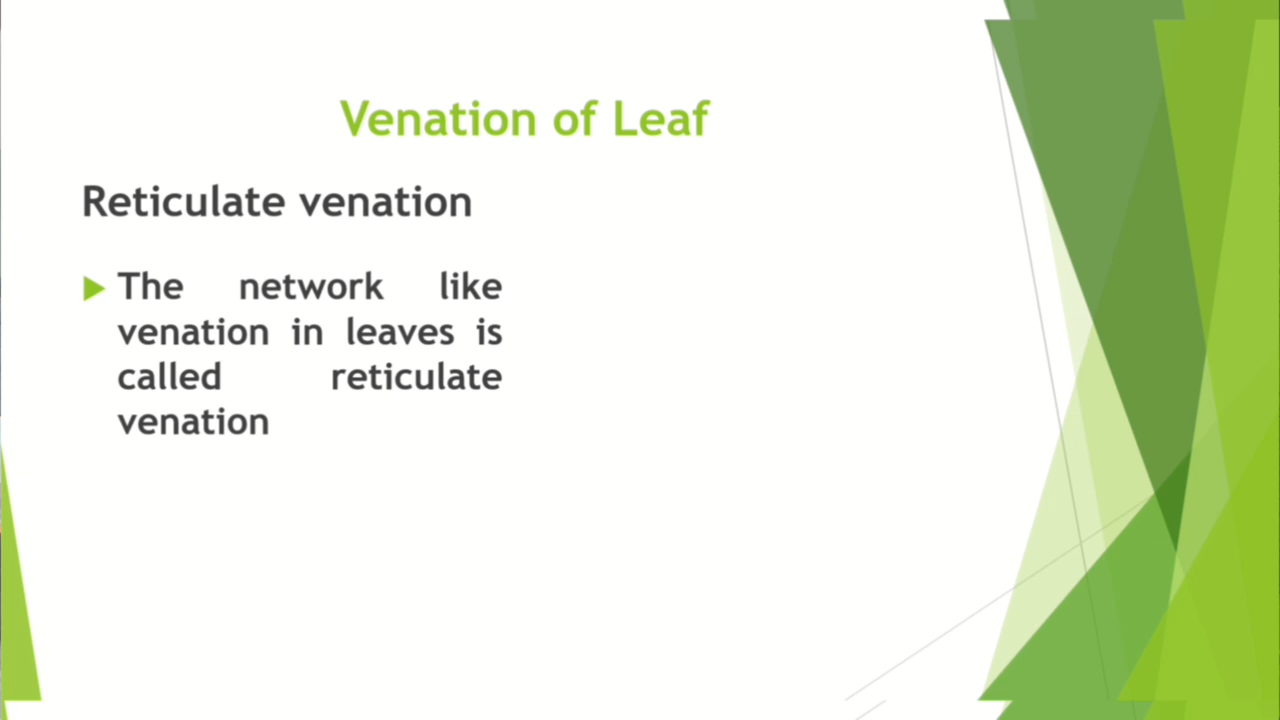 Venation of Leaf
Reticulate venation
The network like
venation in leaves is
called reticulate
venation